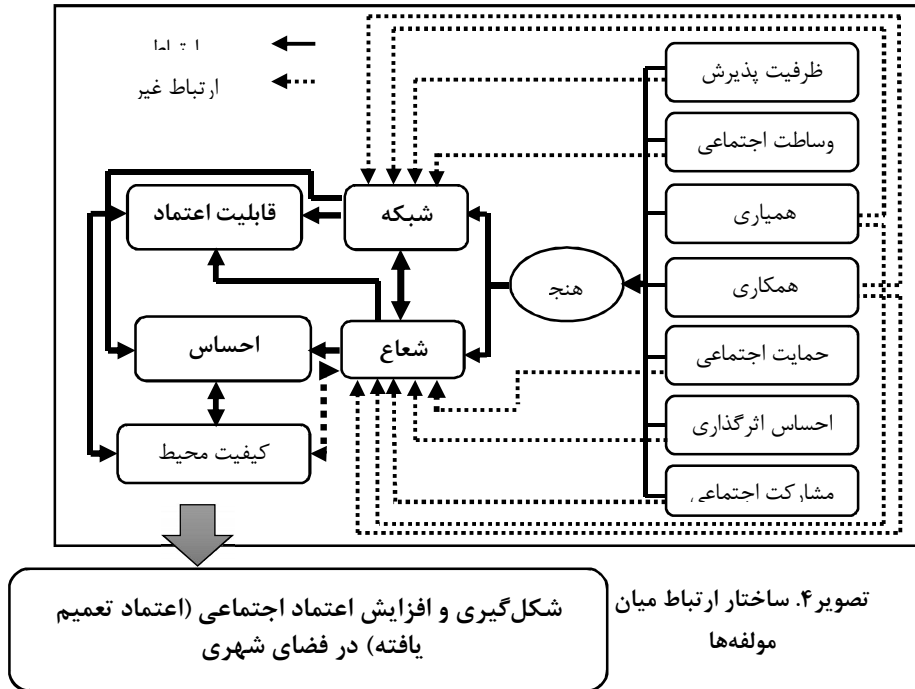 ارتباط غیر
ظرفیت پذیرش
وساطت اجتماعی
همیاری
همکاری
حمایت اجتماعی
احساس اثرگذاری
مشارکت اجتماعی
هنج
شبکه
شعاع
قابلیت اعتماد
احساس
کیفیت محیط
شکل‌گیری و افزایش اعتماد اجتماعی (اعتماد تعمیم
یافته) در فضای شهری
تصویر۴. ساختار ارتباط میان
مولفه‌ها